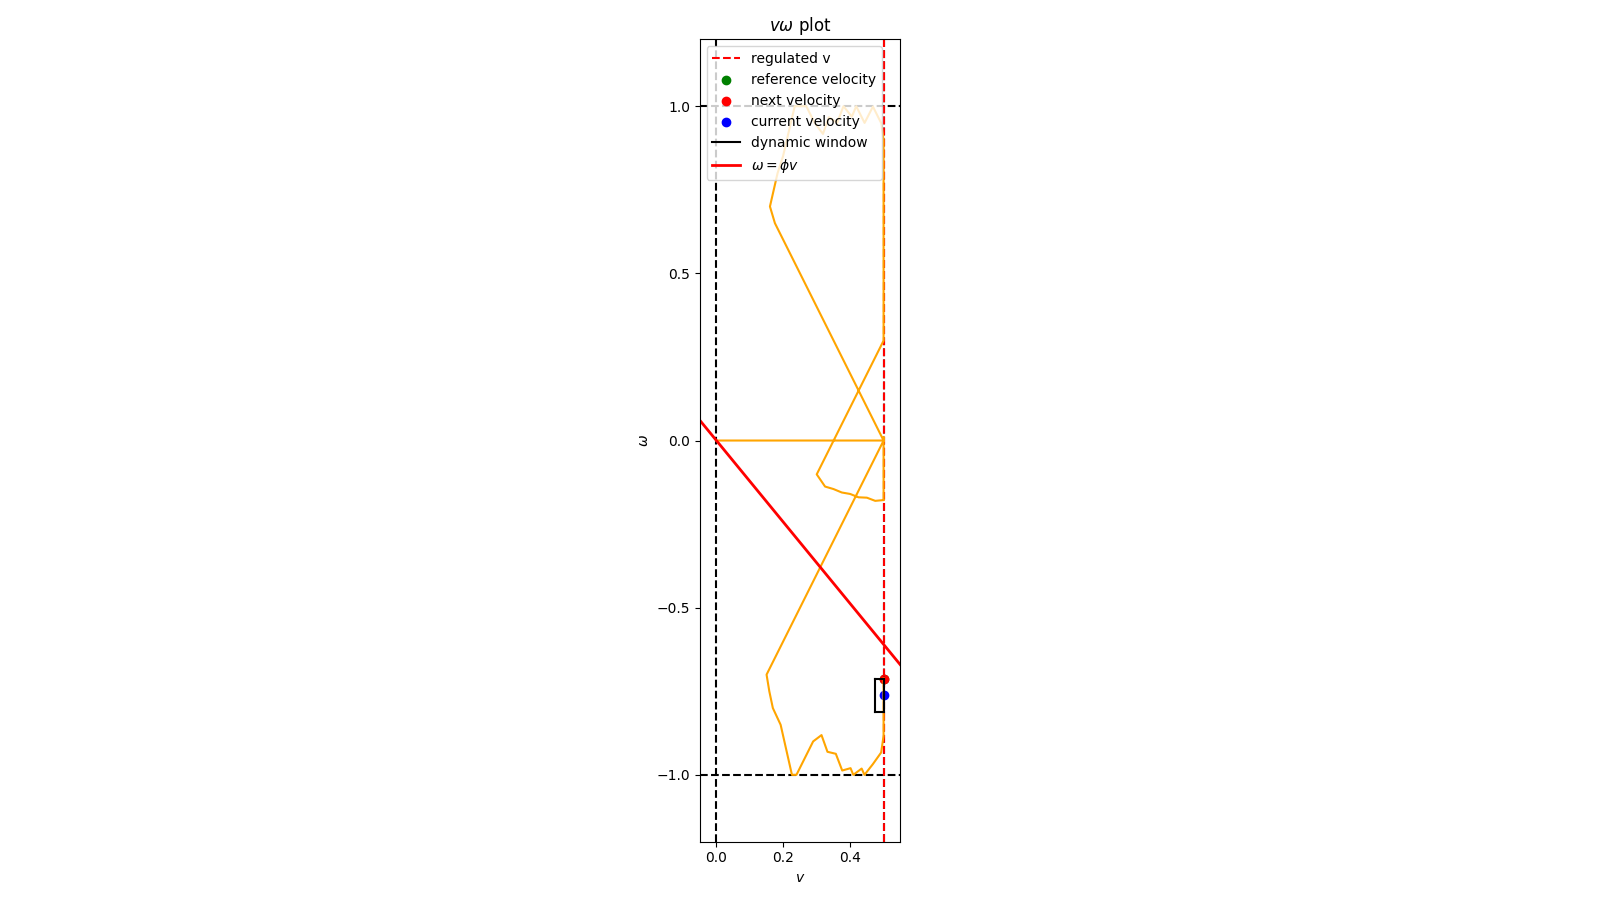 vω plot
regulated v
reference velocity
next velocity
current velocity
dynamic window
ω = ϕv
1.0
0.5
0.0
−0.5
−1.0
ω
0.0 0.2 0.4
v